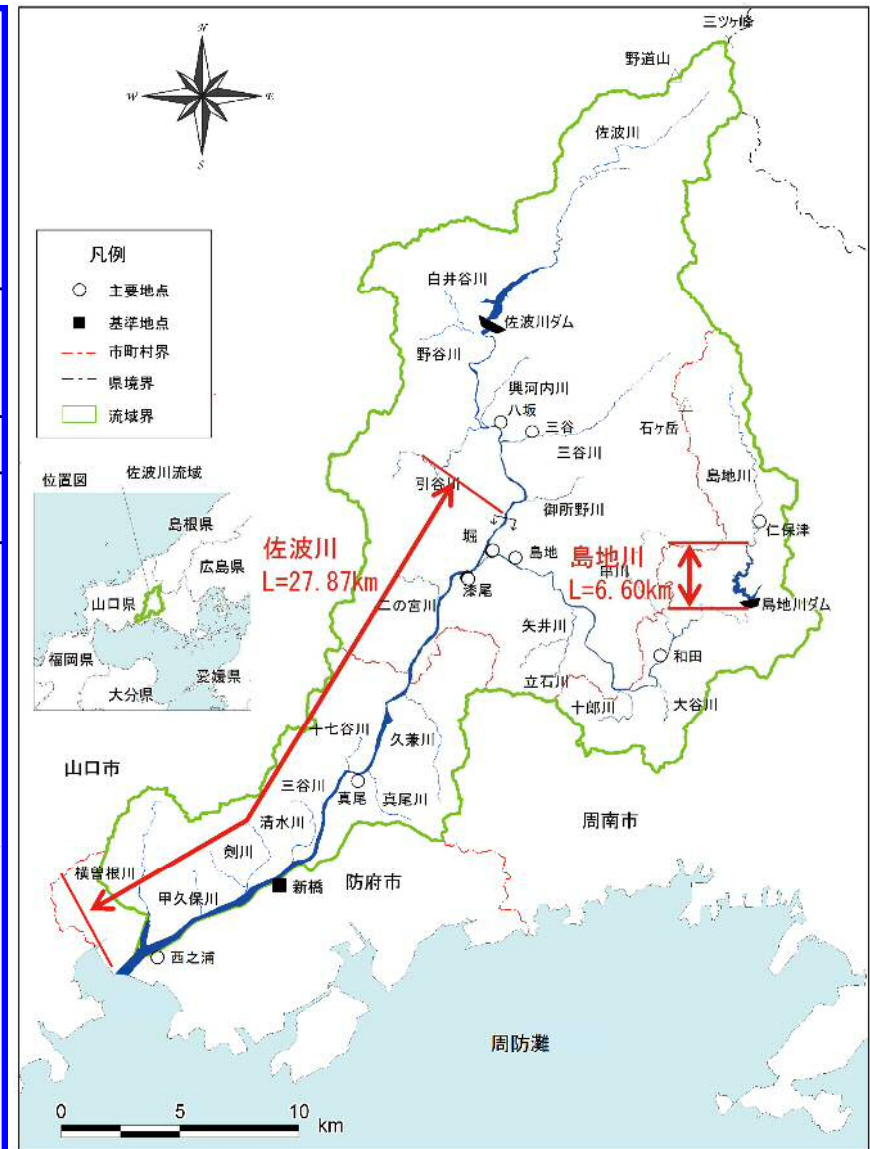 三ツヶ峰
野道山
N
W
E
S
佐波川
凡例
主要地点
基準地点
市町村界
県境界
流域界
白井谷川
佐波川ダム
野谷川
興河内川
八坂
三谷
三谷川
石ヶ岳
島地川
引谷川
御所野川
仁保津
位置図
佐波川流域
島根県
広島県
山口県
福岡県
大分県
愛媛県
堀
島地
佐波川
L=27.87km
島地川
L=6.60km
漆尾
島地川ダム
二の宮川
矢井川
和田
立石川
十郎川
大谷川
十七谷川
久兼川
山口市
三谷川
真尾
真尾川
清水川
周南市
剣川
横曽根川
新橋
防府市
甲久保川
西之浦
周防灘
0
5
10
km